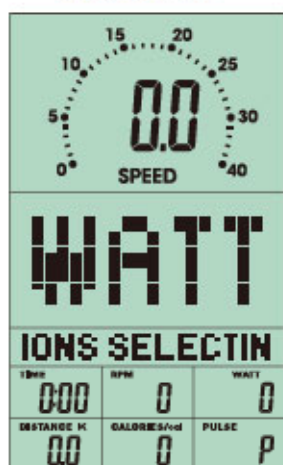 15 20
10 25
5 30
0 40
0.0
SPEED
WATT
IONS SELECTIN
TIME RPM WATT
0:00 0 0
DISTANCE K CALORIES/cal PULSE
0.0 0 P